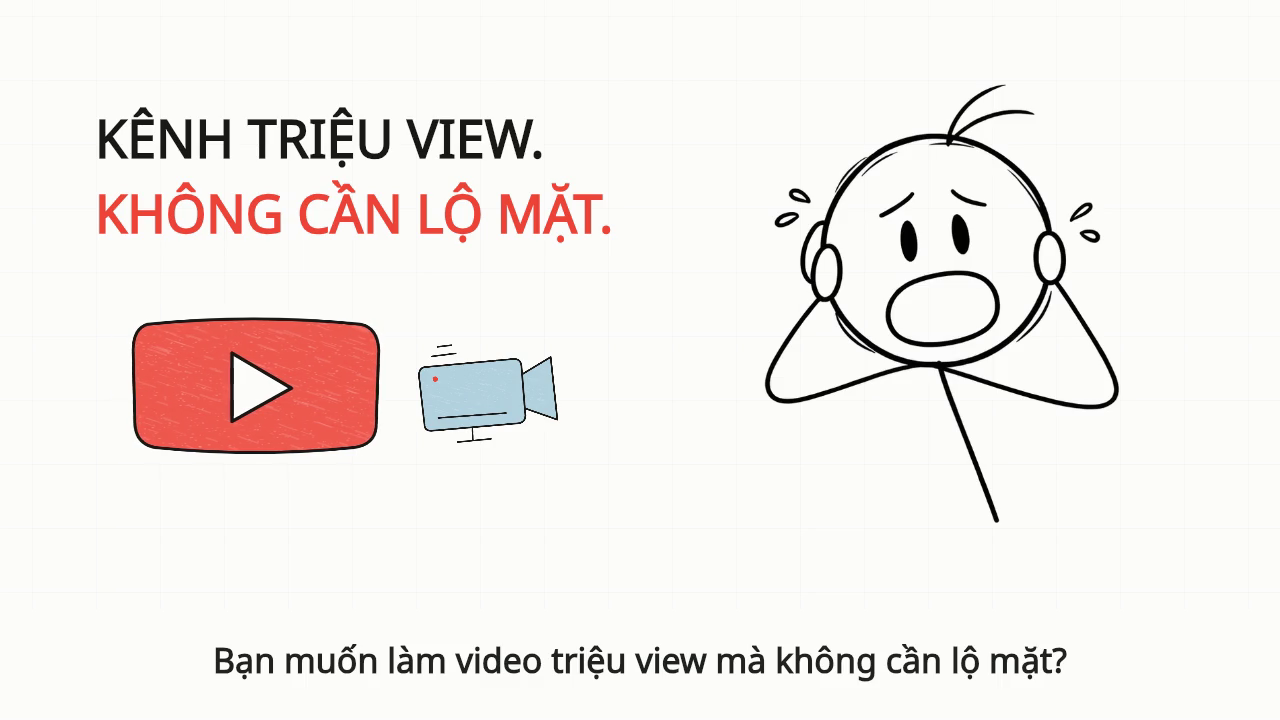 KÊNH TRIỆU VIEW.
KHÔNG CẦN LỘ MẶT.
Bạn muốn làm video triệu view mà không cần lộ mặt?